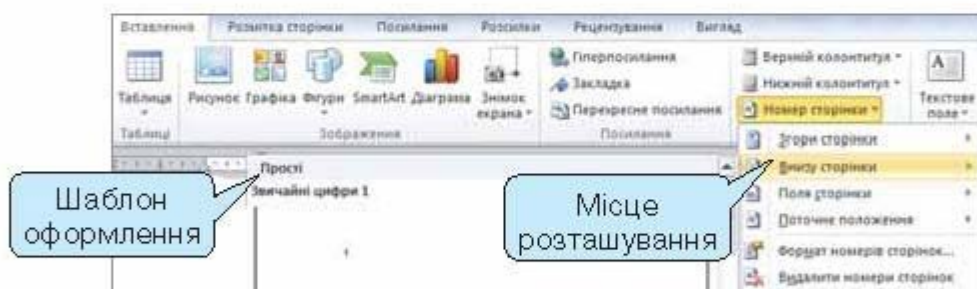 Вставлення Розмітка сторінки Посилання Розсилки Рецензування Вигляд
Таблиця Рисунок Графіка Фігури SmartArt Діаграма Знімок екрана
Гіперпосилання
Закладка
Перехресне посилання
Верхній колонтитул
Нижній колонтитул
Номер сторінки
Текстове поле
Таблиці Зображення Посилання
Згори сторінки
Внизу сторінки
Поля сторінки
Поточне положення
Формат номерів сторінок...
Видалити номери сторінок
Прості
Звичайні цифри 1
Шаблон
оформлення
Місце
розташування